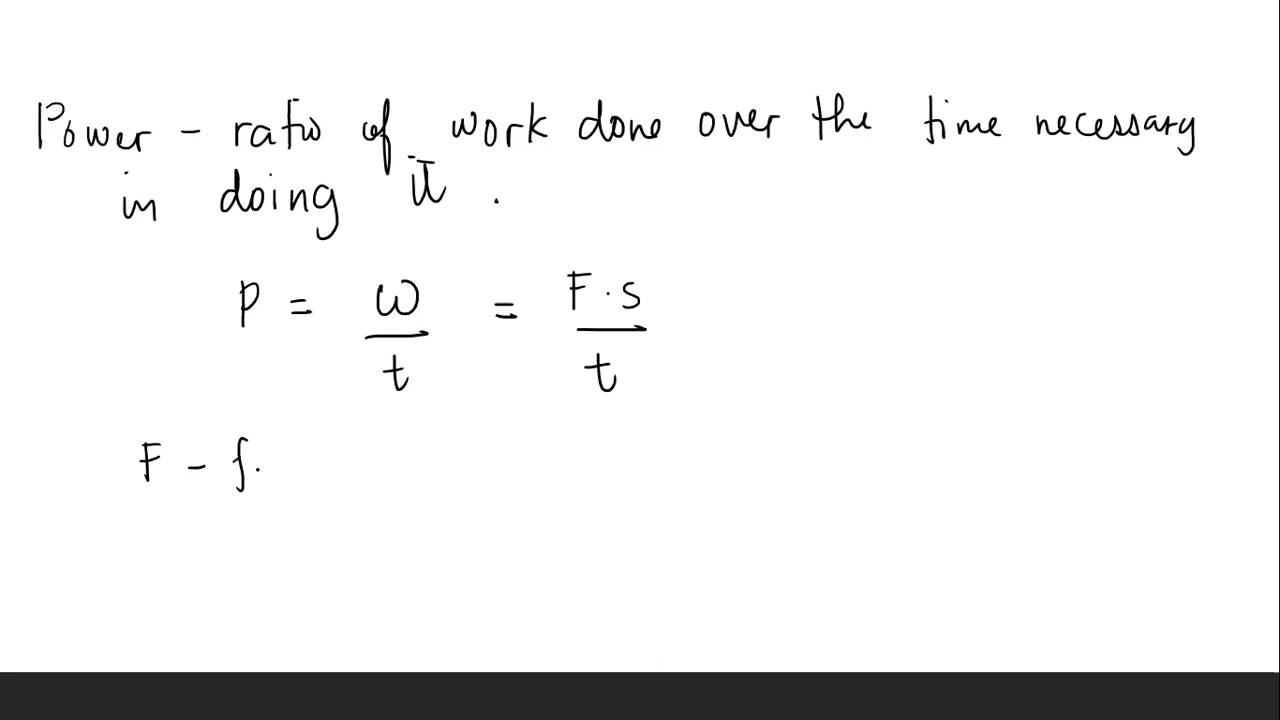 Power - ratio of work done over the time necessary
in doing it .
P = W/t = F·s/t
F - f